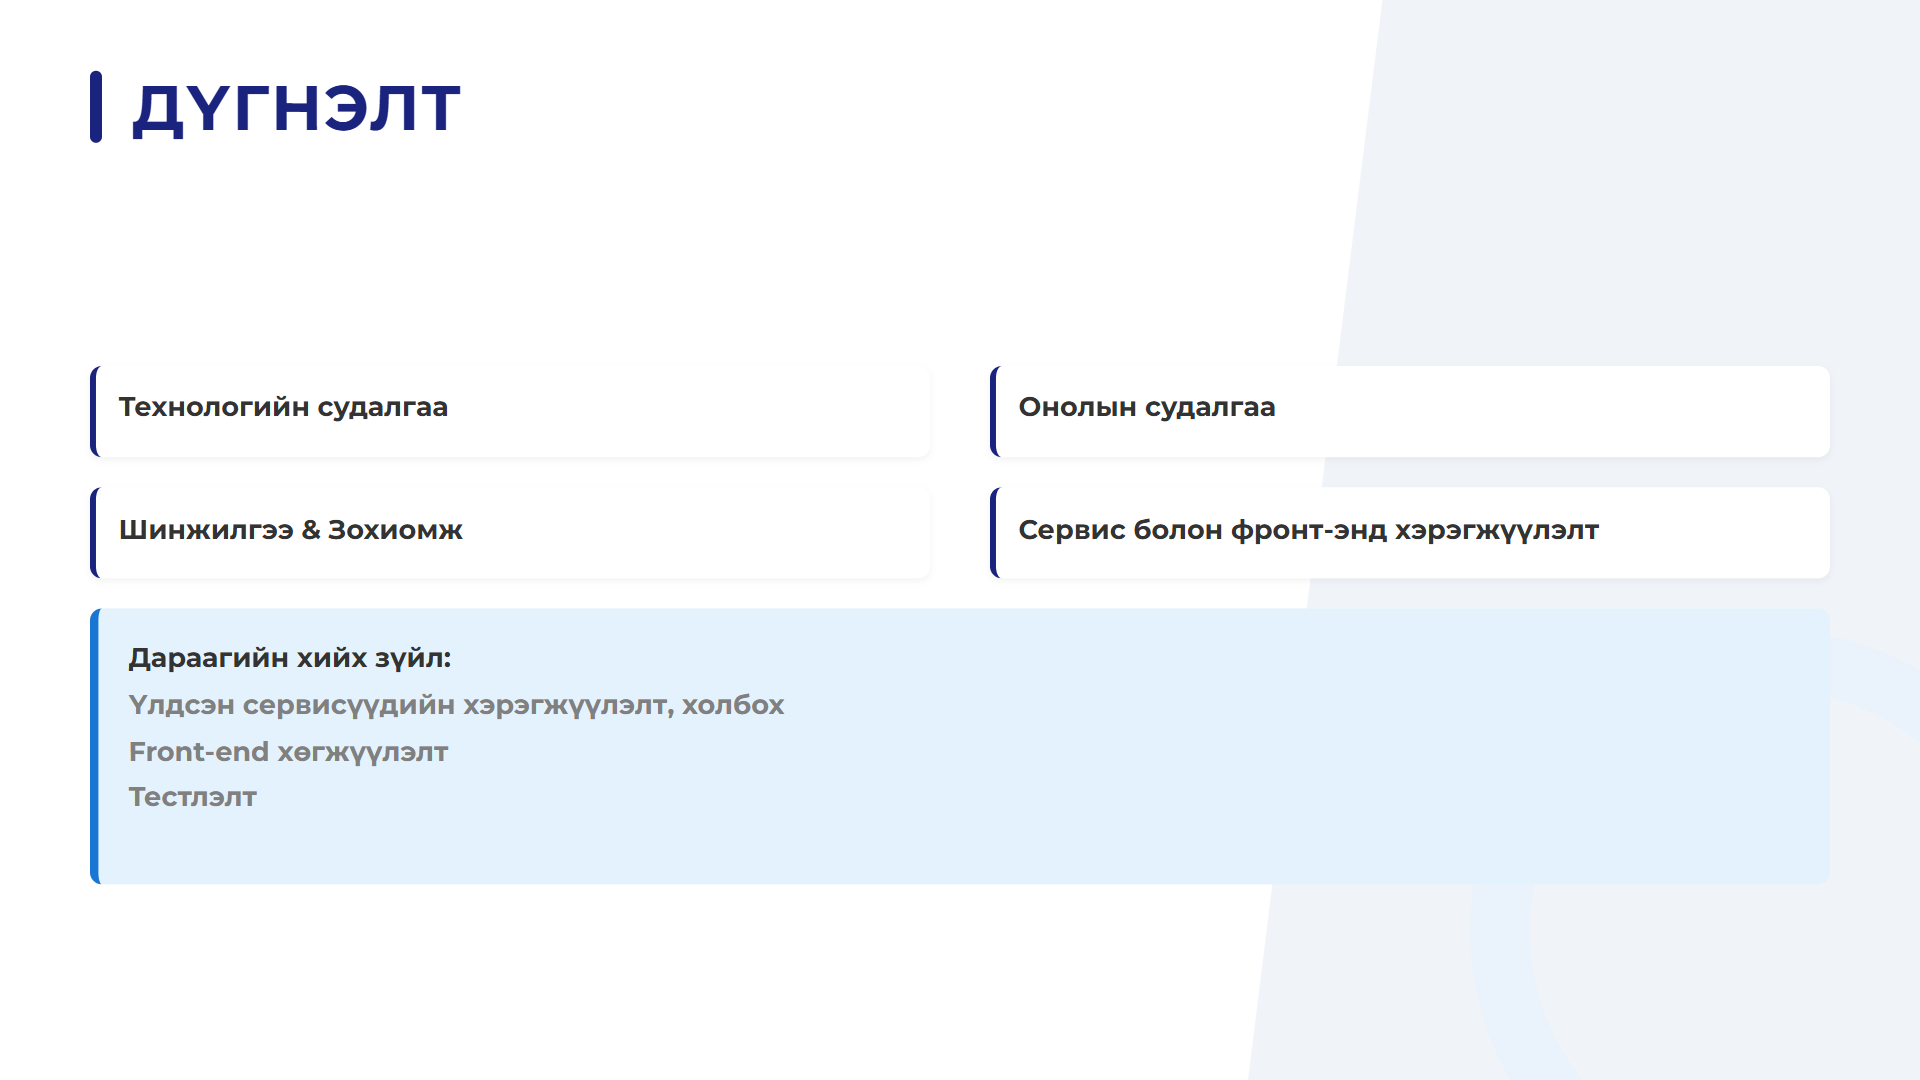 ДҮГНЭЛТ
Технологийн судалгаа
Онолын судалгаа
Шинжилгээ & Зохиомж
Сервис болон фронт-энд хэрэгжүүлэлт
Дараагийн хийх зүйл:
Үлдсэн сервисүүдийн хэрэгжүүлэлт, холбох
Front-end хөгжүүлэлт
Тестлэлт